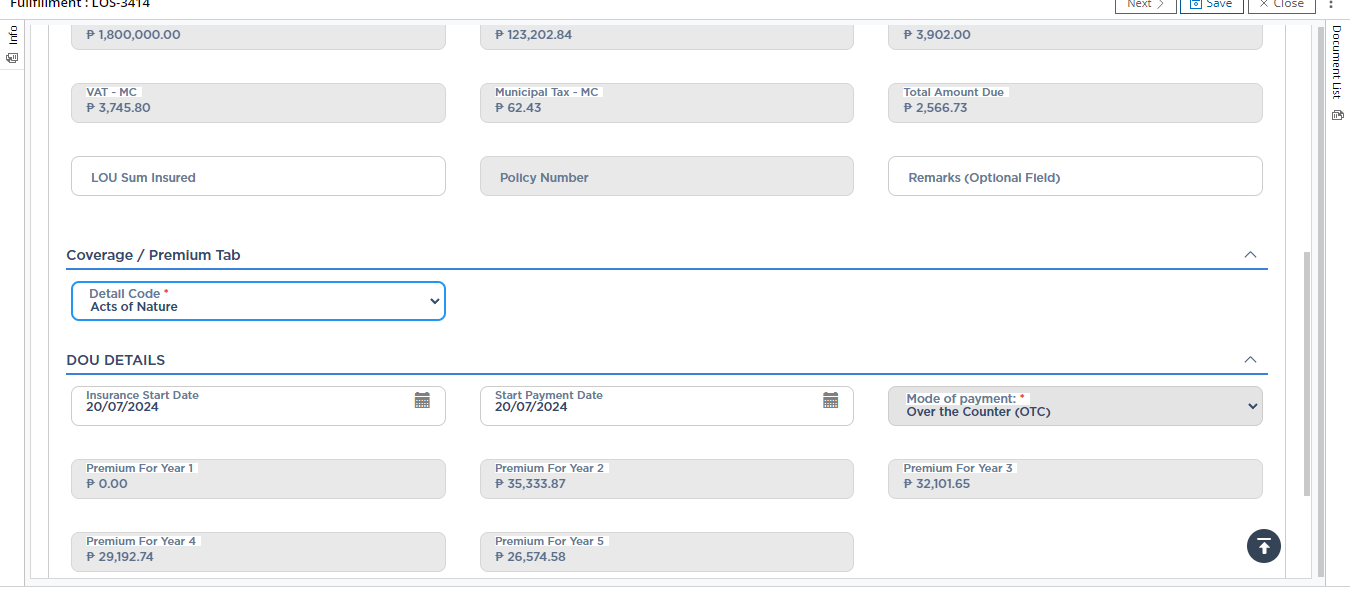 Fullfillment : LOS-3414
Next
Save
Close
Info
Document List
₱ 1,800,000.00
₱ 123,202.84
₱ 3,902.00
VAT - MC
₱ 3,745.80
Municipal Tax - MC
₱ 62.43
Total Amount Due
₱ 2,566.73
LOU Sum Insured
Policy Number
Remarks (Optional Field)
Coverage / Premium Tab
Detail Code *
Acts of Nature
DOU DETAILS
Insurance Start Date
20/07/2024
Start Payment Date
20/07/2024
Mode of payment: *
Over the Counter (OTC)
Premium For Year 1
₱ 0.00
Premium For Year 2
₱ 35,333.87
Premium For Year 3
₱ 32,101.65
Premium For Year 4
₱ 29,192.74
Premium For Year 5
₱ 26,574.58